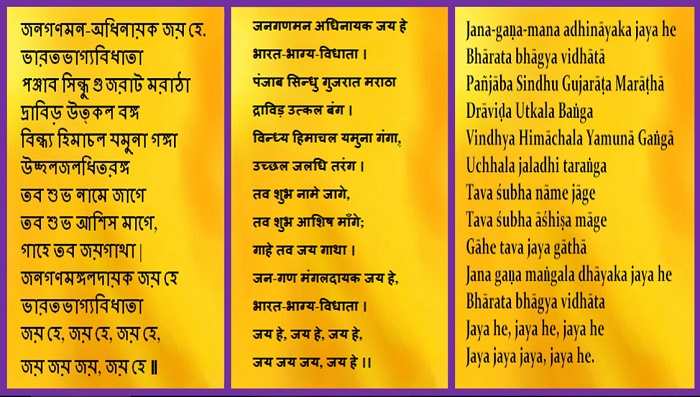 জনগণমন-অধিনায়ক জয় হে.
ভারতভাগ্যবিধাতা
পঞ্জাব সিন্ধু গুজরাট মরাঠা
দ্রাবিড় উত্কল বঙ্গ
বিন্ধ্য হিমাচল যমুনা গঙ্গা
উচ্ছলজলধিতরঙ্গ
তব শুভ নামে জাগে
তব শুভ আশিস মাগে,
গাহে তব জয়গাথা|
জনগণমঙ্গলদায়ক জয় হে
ভারতভাগ্যবিধাতা
জয় হে, জয় হে, জয় হে,
জয় জয় জয়, জয় হে ॥
जनगणमन अधिनायक जय हे
भारत-भाग्य-विधाता ।
पंजाब सिन्धु गुजरात मराठा
द्राविड़ उत्कल बंग ।
विन्ध्य हिमाचल यमुना गंगा,
उच्छल जलधि तरंग ।
तव शुभ नामे जागे,
तव शुभ आशिष माँगे;
गाहे तव जय गाथा ।
जन-गण मंगलदायक जय हे,
भारत-भाग्य-विधाता ।
जय हे, जय हे, जय हे,
जय जय जय, जय हे ।।
Jana-gaṇa-mana adhināyaka jaya he
Bhārata bhāgya vidhātā
Pañjāba Sindhu Gujarāṭa Marāṭhā
Drāviḍa Utkala Baṅga
Vindhya Himāchala Yamunā Gaṅgā
Uchhala jaladhi taraṅga
Tava śubha nāme jāge
Tava śubha āśhiṣa māge
Gāhe tava jaya gāthā
Jana gaṇa maṅgala dhāyaka jaya he
Bhārata bhāgya vidhāta
Jaya he, jaya he, jaya he
Jaya jaya jaya, jaya he.